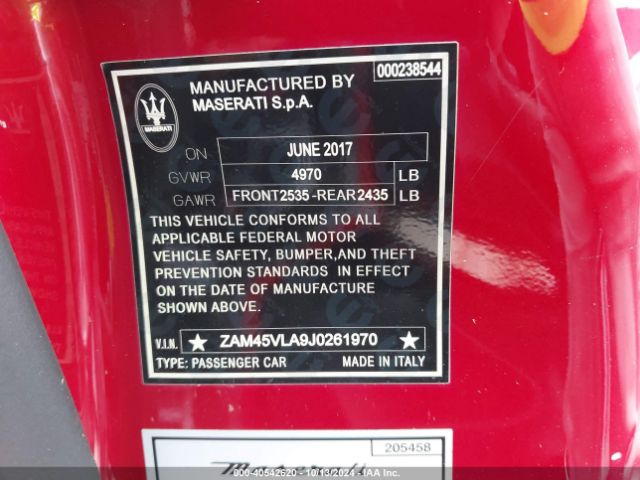 MANUFACTURED BY
MASERATI S.p.A.
000238544
MASERATI
ON JUNE 2017
GVWR 4970 LB
GAWR FRONT2535-REAR2435 LB
THIS VEHICLE CONFORMS TO ALL
APPLICABLE FEDERAL MOTOR
VEHICLE SAFETY, BUMPER,AND THEFT
PREVENTION STANDARDS IN EFFECT
ON THE DATE OF MANUFACTURE
SHOWN ABOVE.
V.I.N. ★ ZAM45VLA9J0261970 ★
TYPE: PASSENGER CAR MADE IN ITALY
205458
000-40542620 - 10/13/2024 - IAA Inc.